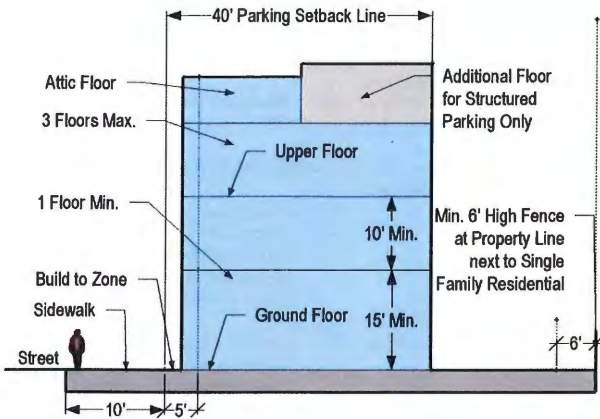 40' Parking Setback Line
Attic Floor
Additional Floor
for Structured
Parking Only
3 Floors Max.
Upper Floor
1 Floor Min.
10' Min.
Min. 6' High Fence
at Property Line
next to Single
Family Residential
Build to Zone
Sidewalk
Ground Floor
15' Min.
Street
6'
10'
5'